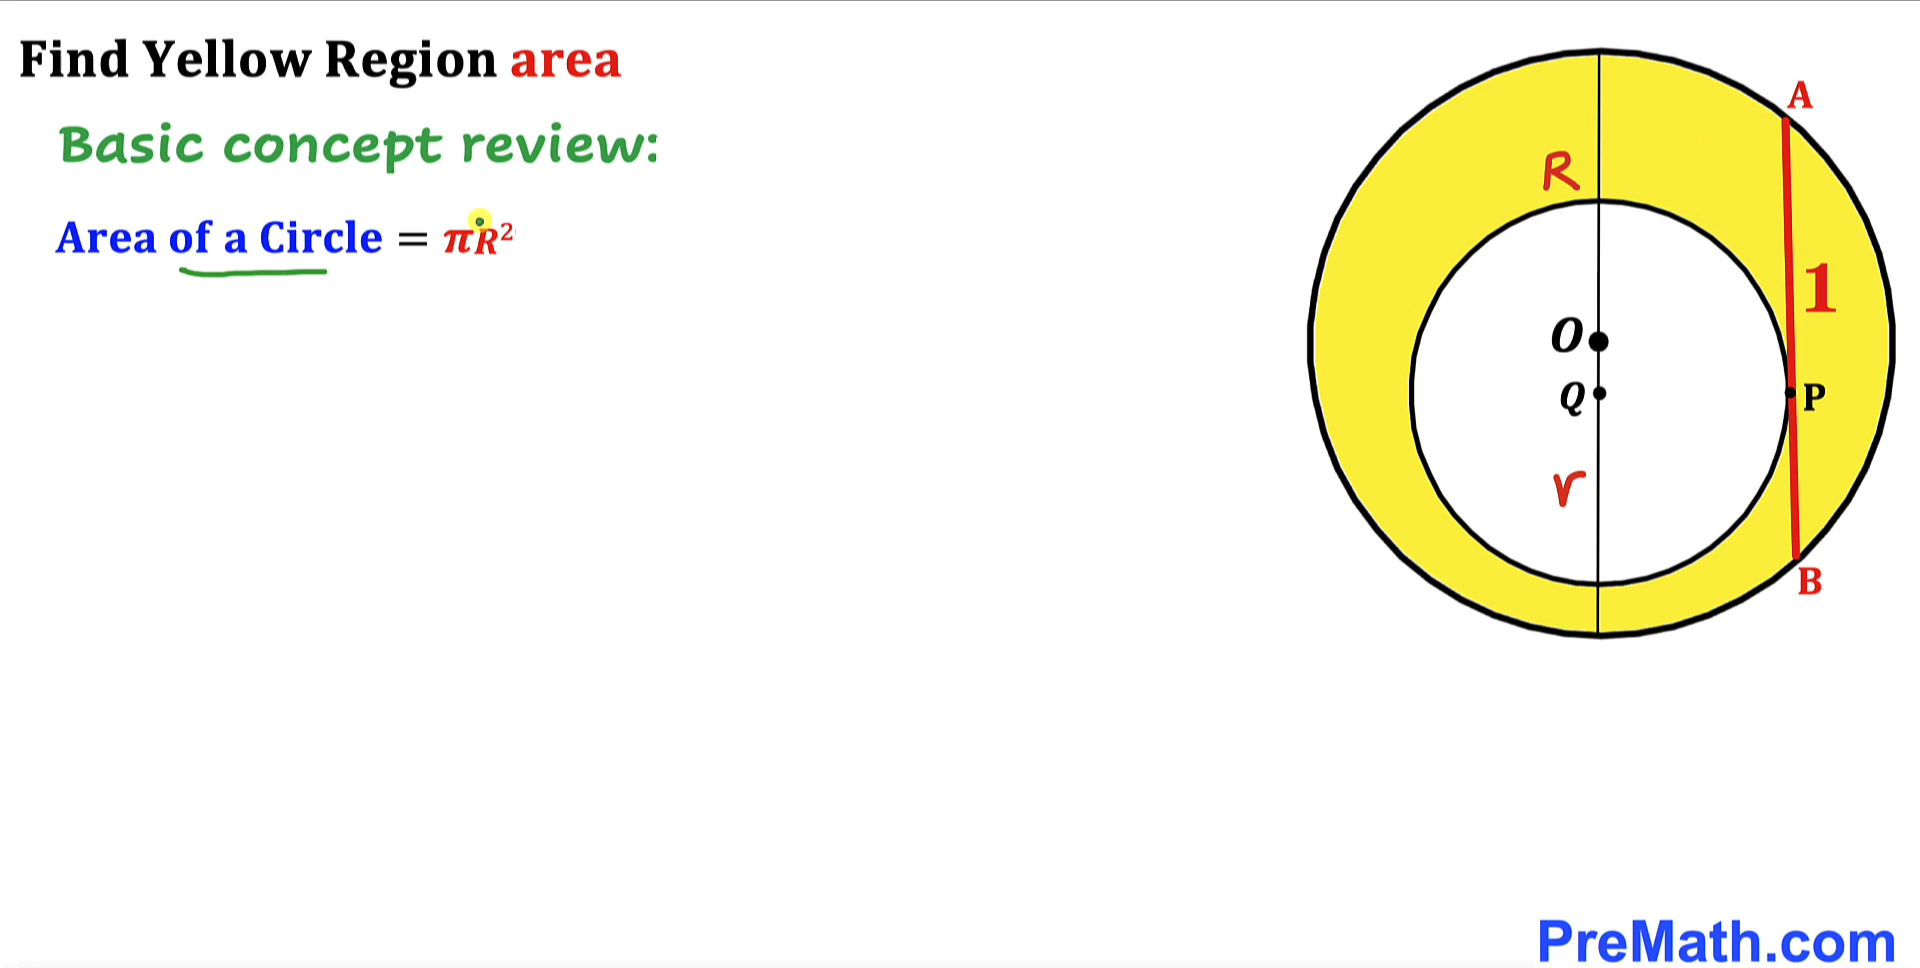 Find Yellow Region area
Basic concept review:
Area of a Circle = πR²
A
R
1
O
Q
P
r
B
PreMath.com